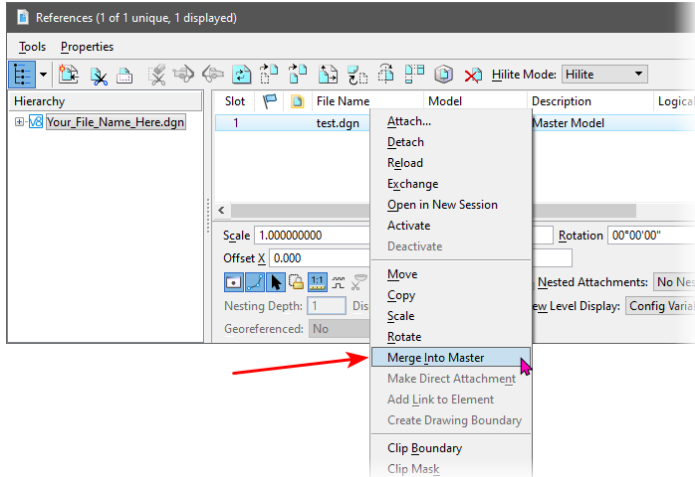 References (1 of 1 unique, 1 displayed)
Tools Properties
Hilite Mode: Hilite
Hierarchy
Slot File Name Model Description Logical
V8 Your_File_Name_Here.dgn
1 test.dgn Master Model
Attach...
Detach
Reload
Exchange
Open in New Session
Activate
Deactivate
Move
Copy
Scale
Rotate
Merge Into Master
Make Direct Attachment
Add Link to Element
Create Drawing Boundary
Clip Boundary
Clip Mask
Scale 1.000000000 Rotation 00°00'00"
Offset X 0.000
1:1 Nested Attachments: No Nes
Nesting Depth: 1 Dis ew Level Display: Config Varia
Georeferenced: No